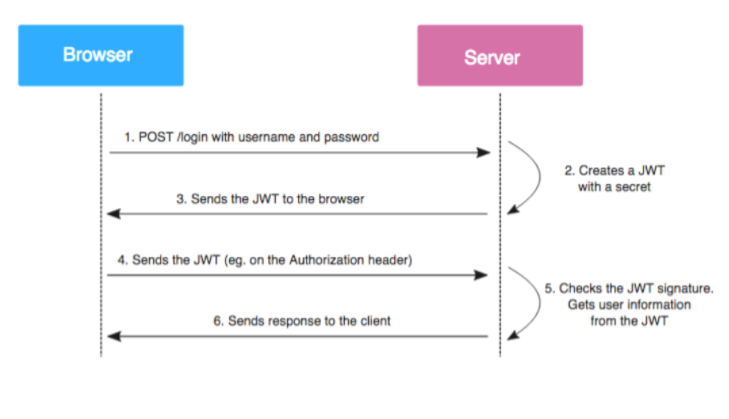 Browser
Server
1. POST /login with username and password
2. Creates a JWT
with a secret
3. Sends the JWT to the browser
4. Sends the JWT (eg. on the Authorization header)
5. Checks the JWT signature.
Gets user information
from the JWT
6. Sends response to the client